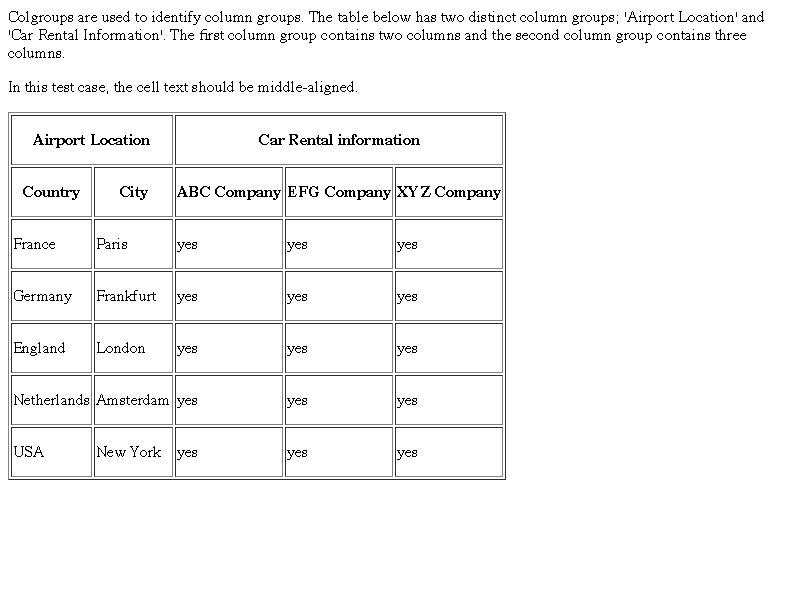 Colgroups are used to identify column groups. The table below has two distinct column groups; 'Airport Location' and
'Car Rental Information'. The first column group contains two columns and the second column group contains three
columns.
In this test case, the cell text should be middle-aligned.
Airport Location Car Rental information
Country City ABC Company EFG Company XYZ Company
France Paris yes yes yes
Germany Frankfurt yes yes yes
England London yes yes yes
Netherlands Amsterdam yes yes yes
USA New York yes yes yes